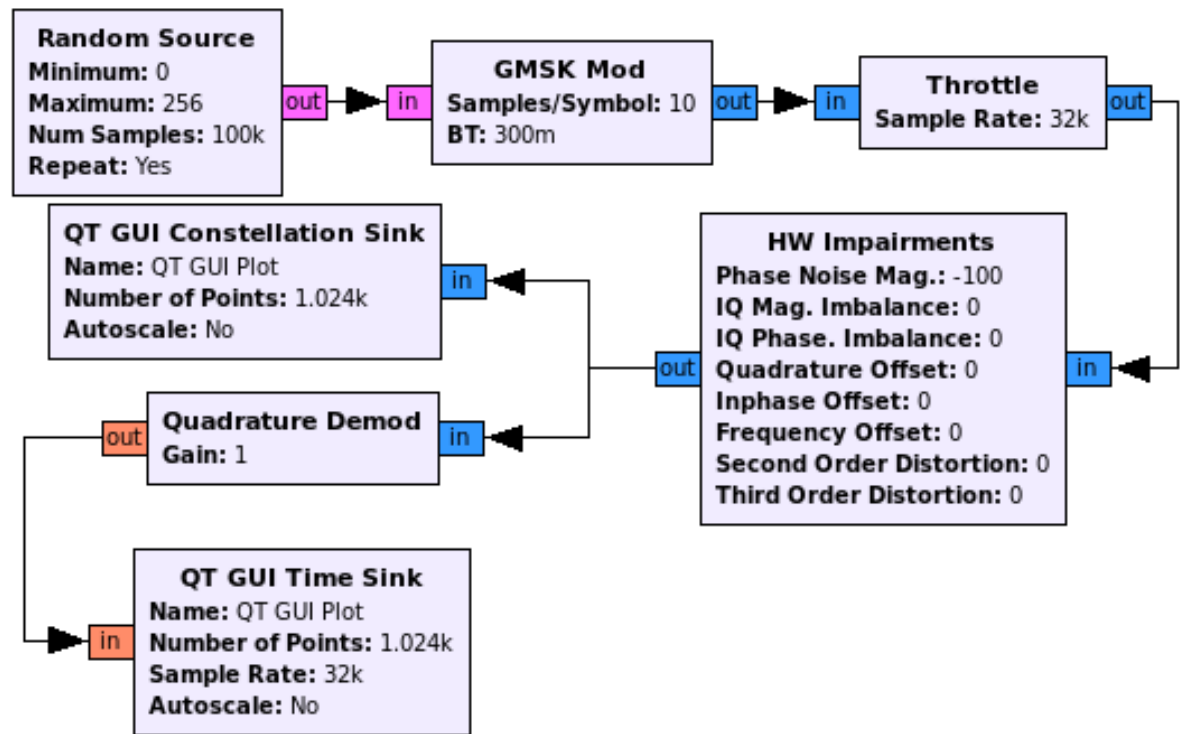 Random Source
Minimum: 0
Maximum: 256
Num Samples: 100k
Repeat: Yes
out
in
GMSK Mod
Samples/Symbol: 10
BT: 300m
out
in
Throttle
Sample Rate: 32k
out
QT GUI Constellation Sink
Name: QT GUI Plot
Number of Points: 1.024k
Autoscale: No
in
HW Impairments
Phase Noise Mag.: -100
IQ Mag. Imbalance: 0
IQ Phase. Imbalance: 0
Quadrature Offset: 0
Inphase Offset: 0
Frequency Offset: 0
Second Order Distortion: 0
Third Order Distortion: 0
out
in
out
Quadrature Demod
Gain: 1
in
QT GUI Time Sink
Name: QT GUI Plot
Number of Points: 1.024k
Sample Rate: 32k
Autoscale: No
in